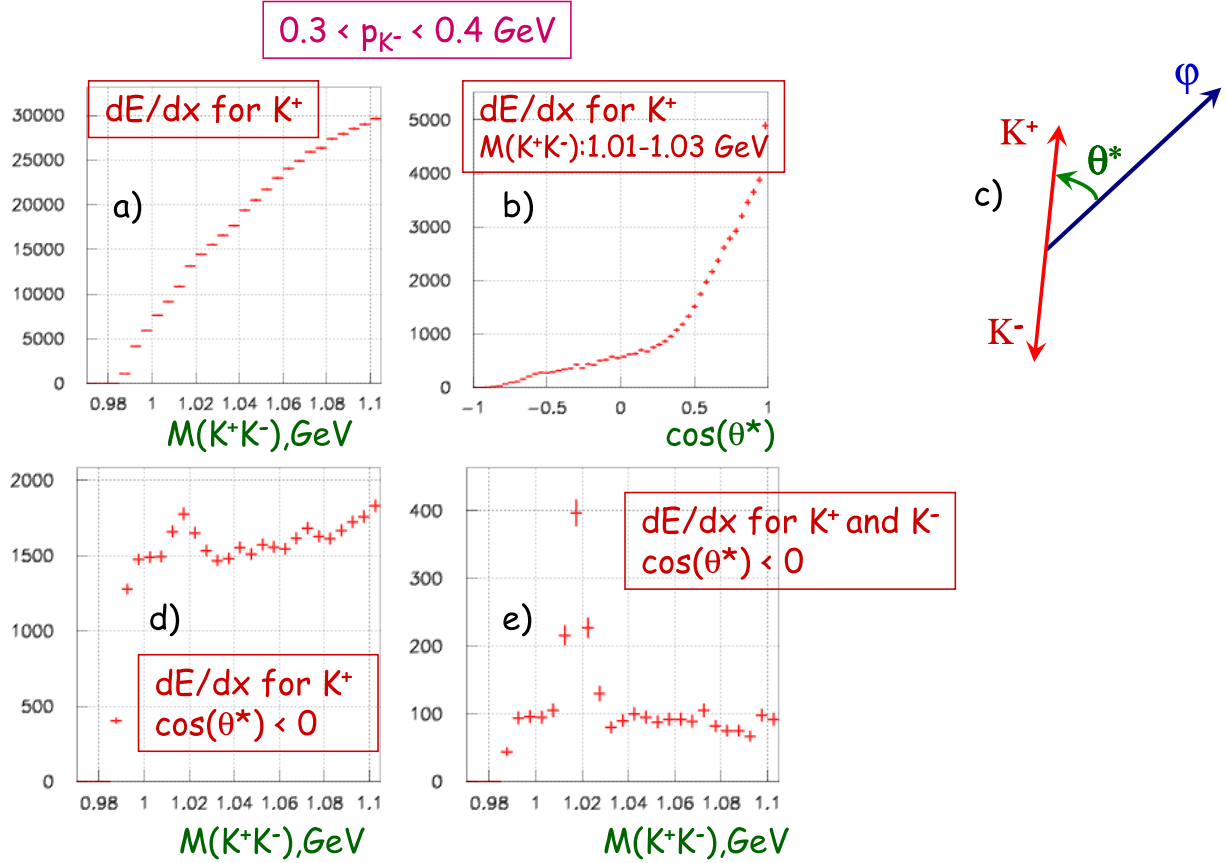 0.3 < pK- < 0.4 GeV
dE/dx for K+
30000
25000
20000
15000
10000
5000
0
a)
0.98 1 1.02 1.04 1.06 1.08 1.1
M(K+K-),GeV
dE/dx for K+
M(K+K-):1.01-1.03 GeV
5000
4000
3000
2000
1000
0
b)
-1 -0.5 0 0.5 1
cos(θ*)
φ
K+
θ*
c)
K-
2000
1500
1000
500
0
d)
dE/dx for K+
cos(θ*) < 0
0.98 1 1.02 1.04 1.06 1.08 1.1
M(K+K-),GeV
400
300
200
100
0
dE/dx for K+ and K-
cos(θ*) < 0
e)
0.98 1 1.02 1.04 1.06 1.08 1.1
M(K+K-),GeV